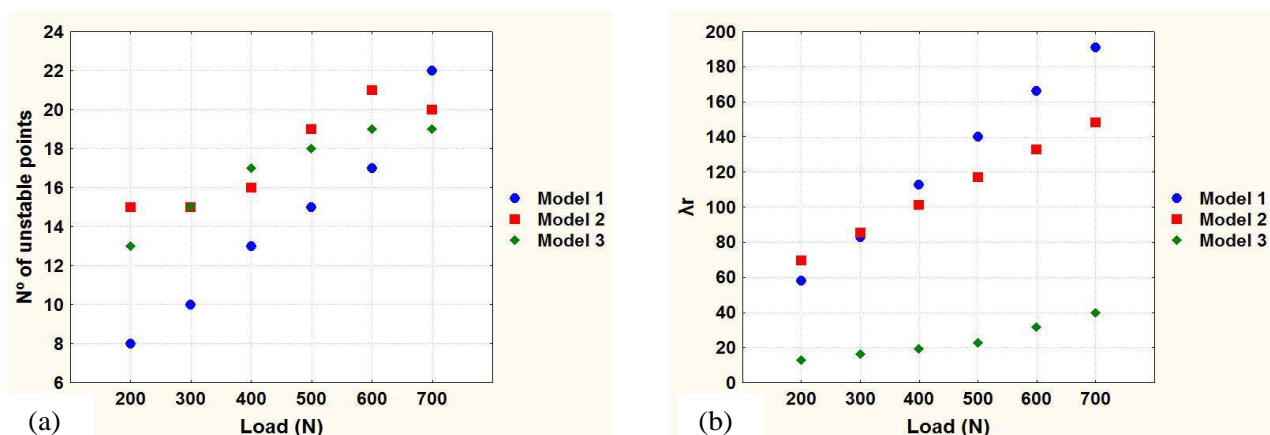 24
22
20
18
16
14
12
10
8
6
Nº of unstable points
200 300 400 500 600 700
Load (N)
Model 1
Model 2
Model 3
(a)
200
180
160
140
120
100
80
60
40
20
0
λr
200 300 400 500 600 700
Load (N)
Model 1
Model 2
Model 3
(b)